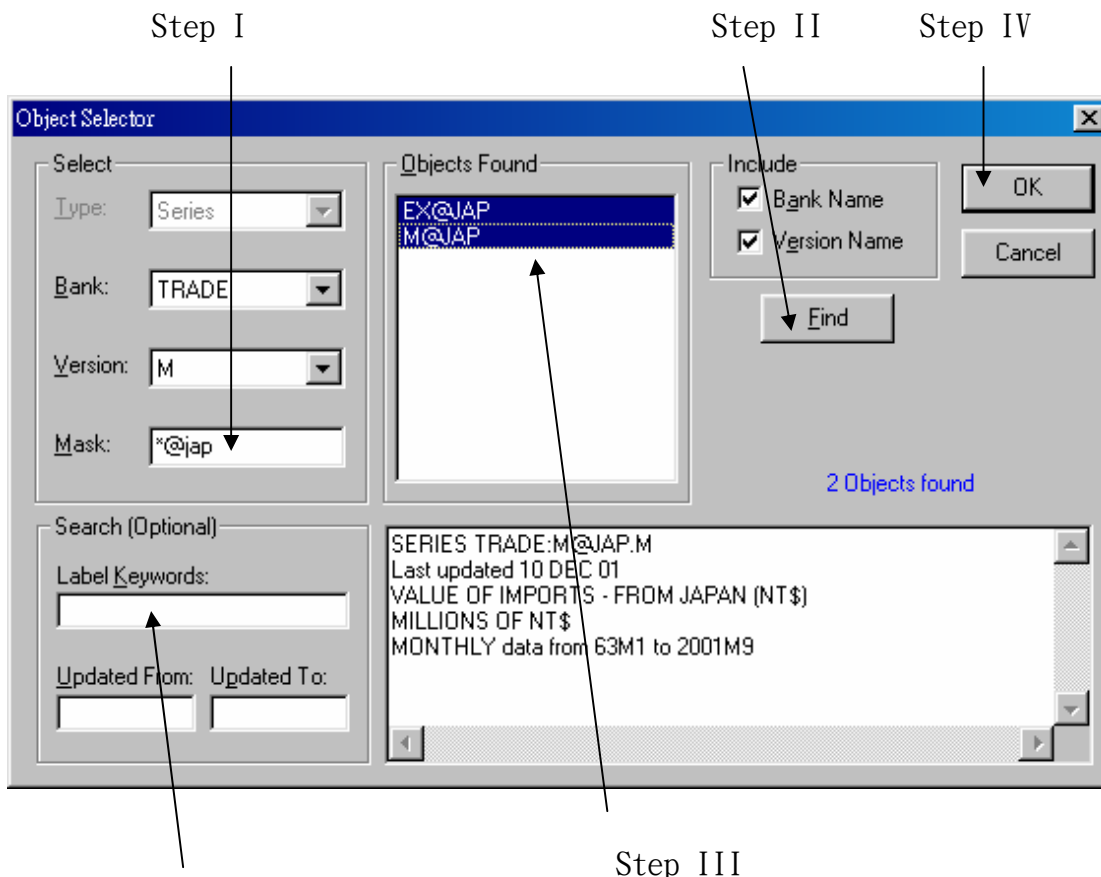 Step I
Step II
Step IV
Object Selector
Select
Type: Series
Bank: TRADE
Version: M
Mask: *@jap
Objects Found
EX@JAP
M@JAP
Include
Bank Name
Version Name
OK
Cancel
Find
2 Objects found
Search (Optional)
Label Keywords:
Updated From: Updated To:
SERIES TRADE:M@JAP.M
Last updated 10 DEC 01
VALUE OF IMPORTS - FROM JAPAN (NT$)
MILLIONS OF NT$
MONTHLY data from 63M1 to 2001M9
Step III